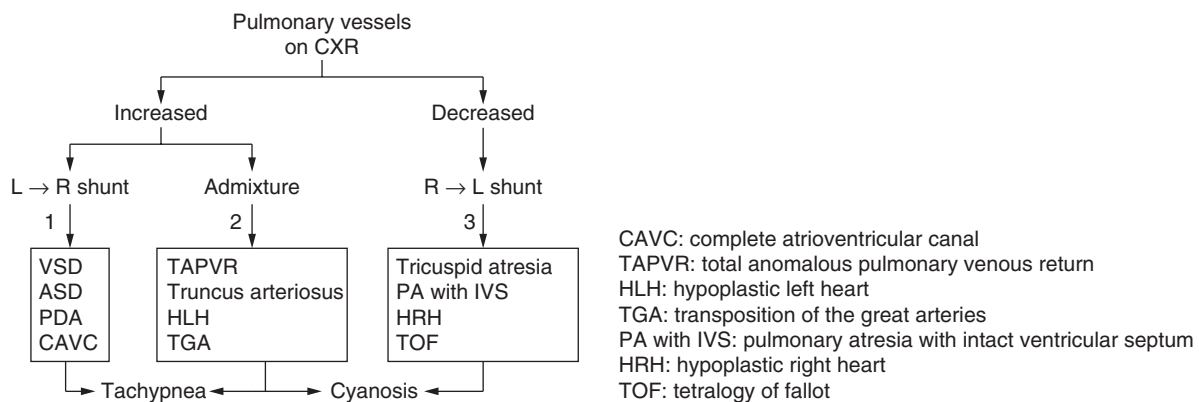 Pulmonary vessels
on CXR
Increased
Decreased
L → R shunt
Admixture
R → L shunt
1
2
3
VSD
ASD
PDA
CAVC
TAPVR
Truncus arteriosus
HLH
TGA
Tricuspid atresia
PA with IVS
HRH
TOF
Tachypnea
Cyanosis
CAVC: complete atrioventricular canal
TAPVR: total anomalous pulmonary venous return
HLH: hypoplastic left heart
TGA: transposition of the great arteries
PA with IVS: pulmonary atresia with intact ventricular septum
HRH: hypoplastic right heart
TOF: tetralogy of fallot